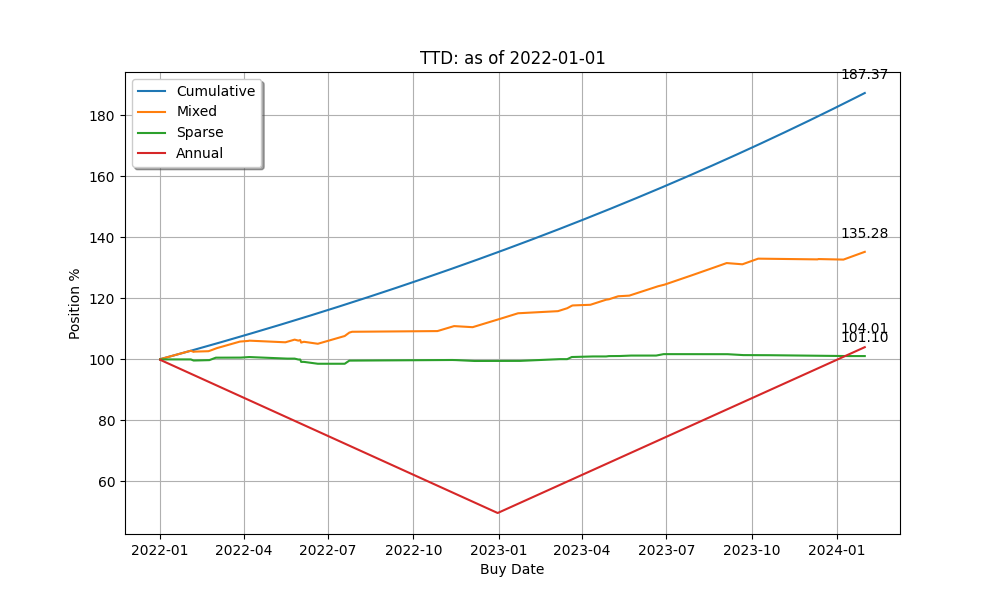 TTD: as of 2022-01-01
187.37
Cumulative
Mixed
Sparse
Annual
180
160
140
120
100
80
60
135.28
104.01
101.10
Position %
2022-01 2022-04 2022-07 2022-10 2023-01 2023-04 2023-07 2023-10 2024-01
Buy Date